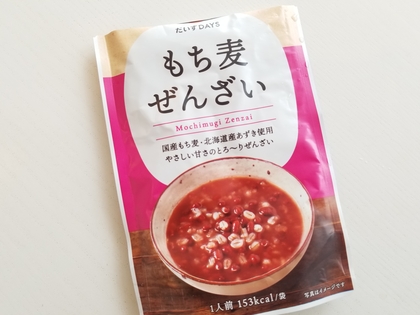 だいずDAYS
もち麦
ぜんざい
Mochimugi Zenzai
国産もち麦・北海道産あずき使用
やさしい甘さのとろ〜りぜんざい
1人前 153kcal/袋
写真はイメージです